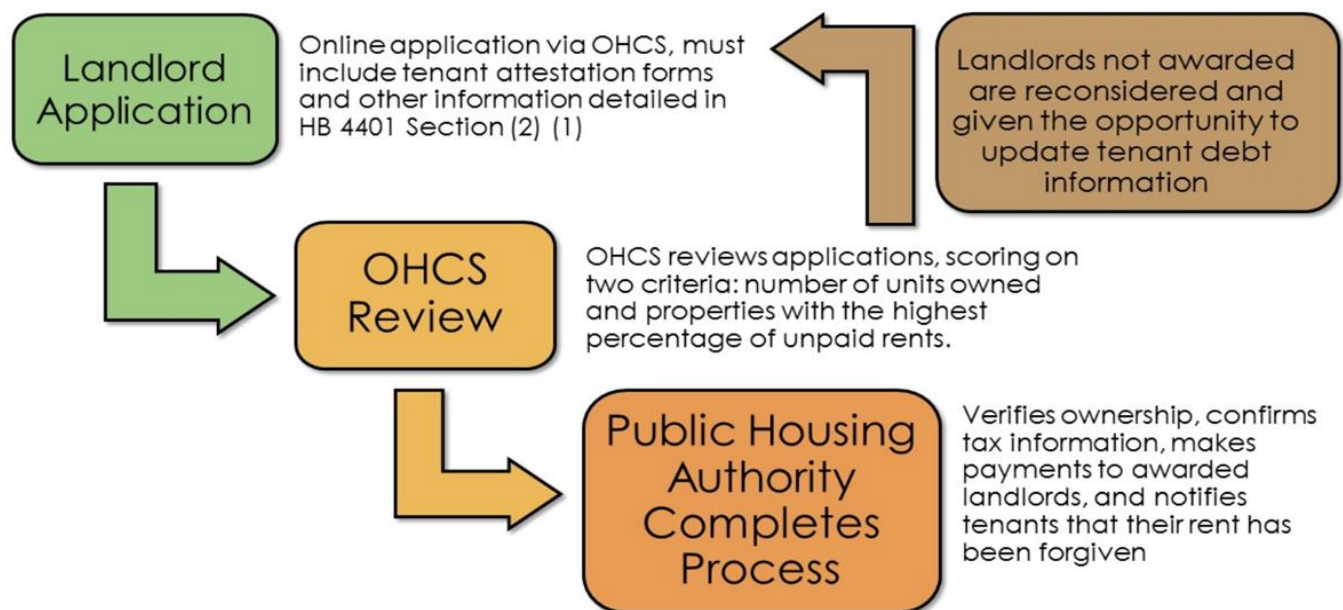 Landlord
Application
Online application via OHCS, must
include tenant attestation forms
and other information detailed in
HB 4401 Section (2) (1)
Landlords not awarded
are reconsidered and
given the opportunity to
update tenant debt
information
OHCS
Review
OHCS reviews applications, scoring on
two criteria: number of units owned
and properties with the highest
percentage of unpaid rents.
Public Housing
Authority
Completes
Process
Verifies ownership, confirms
tax information, makes
payments to awarded
landlords, and notifies
tenants that their rent has
been forgiven